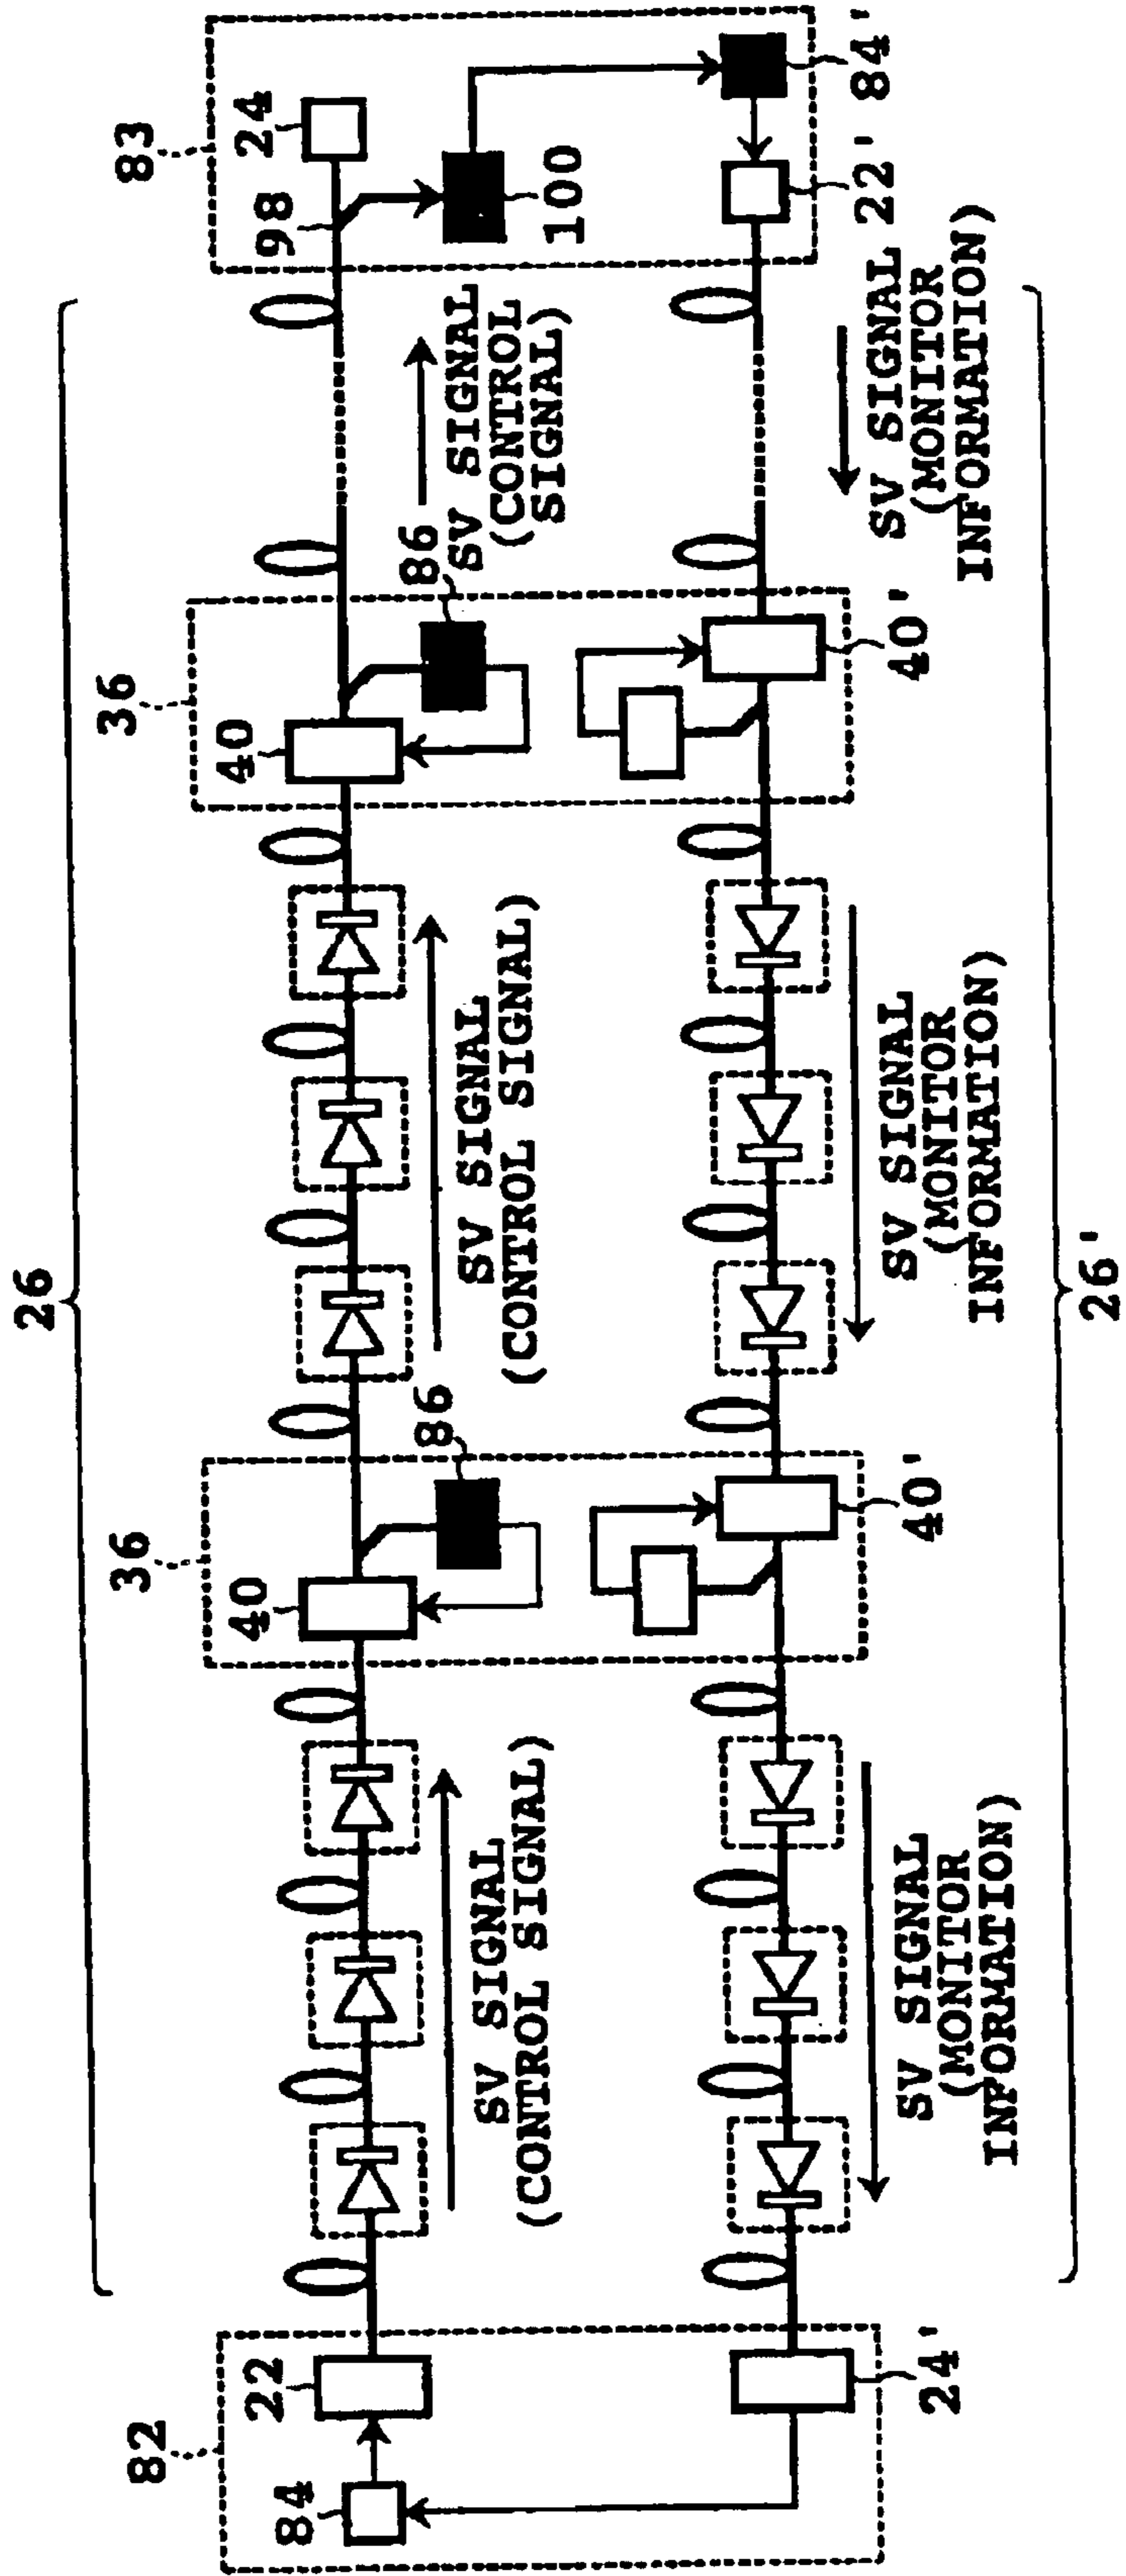 26
82
22
84
24'
36
40
86
40'
36
40
86
40'
83
24
98
100
84'
22'
SV SIGNAL
(CONTROL SIGNAL)
SV SIGNAL
(CONTROL SIGNAL)
SV SIGNAL
(CONTROL
SIGNAL)
SV SIGNAL
(MONITOR
INFORMATION)
SV SIGNAL
(MONITOR
INFORMATION)
SV SIGNAL
(MONITOR
INFORMATION)
26'